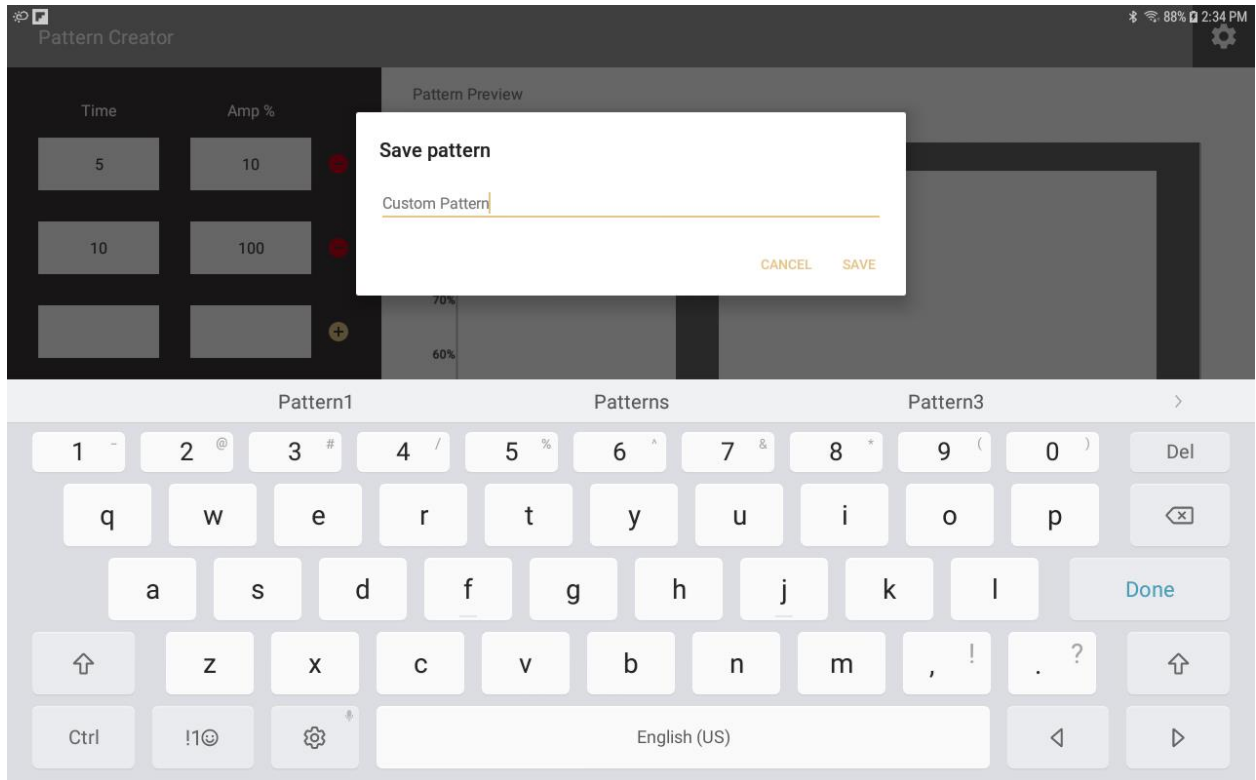 88% 2:34 PM
Pattern Creator
Pattern Preview
Time Amp %
5 10
10 100
Save pattern
Custom Pattern
CANCEL SAVE
70%
60%
Pattern1 Patterns Pattern3
1 - 2 @ 3 # 4 / 5 % 6 ^ 7 & 8 * 9 ( 0 ) Del
q w e r t y u i o p
a s d f g h j k l Done
z x c v b n m , ! . ?
Ctrl !1☺ English (US)